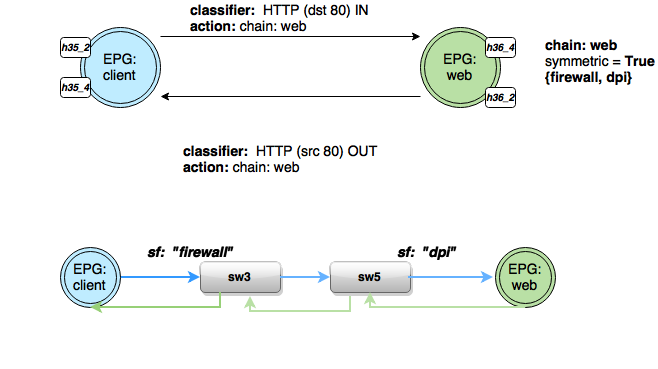 classifier:  HTTP (dst 80) IN
action: chain: web
h35_2
EPG:
client
h35_4
h36_4
EPG:
web
h36_2
chain: web
symmetric = True
{firewall, dpi}
classifier:  HTTP (src 80) OUT
action: chain: web
sf:  "firewall"
sf:  "dpi"
EPG:
client
sw3
sw5
EPG:
web